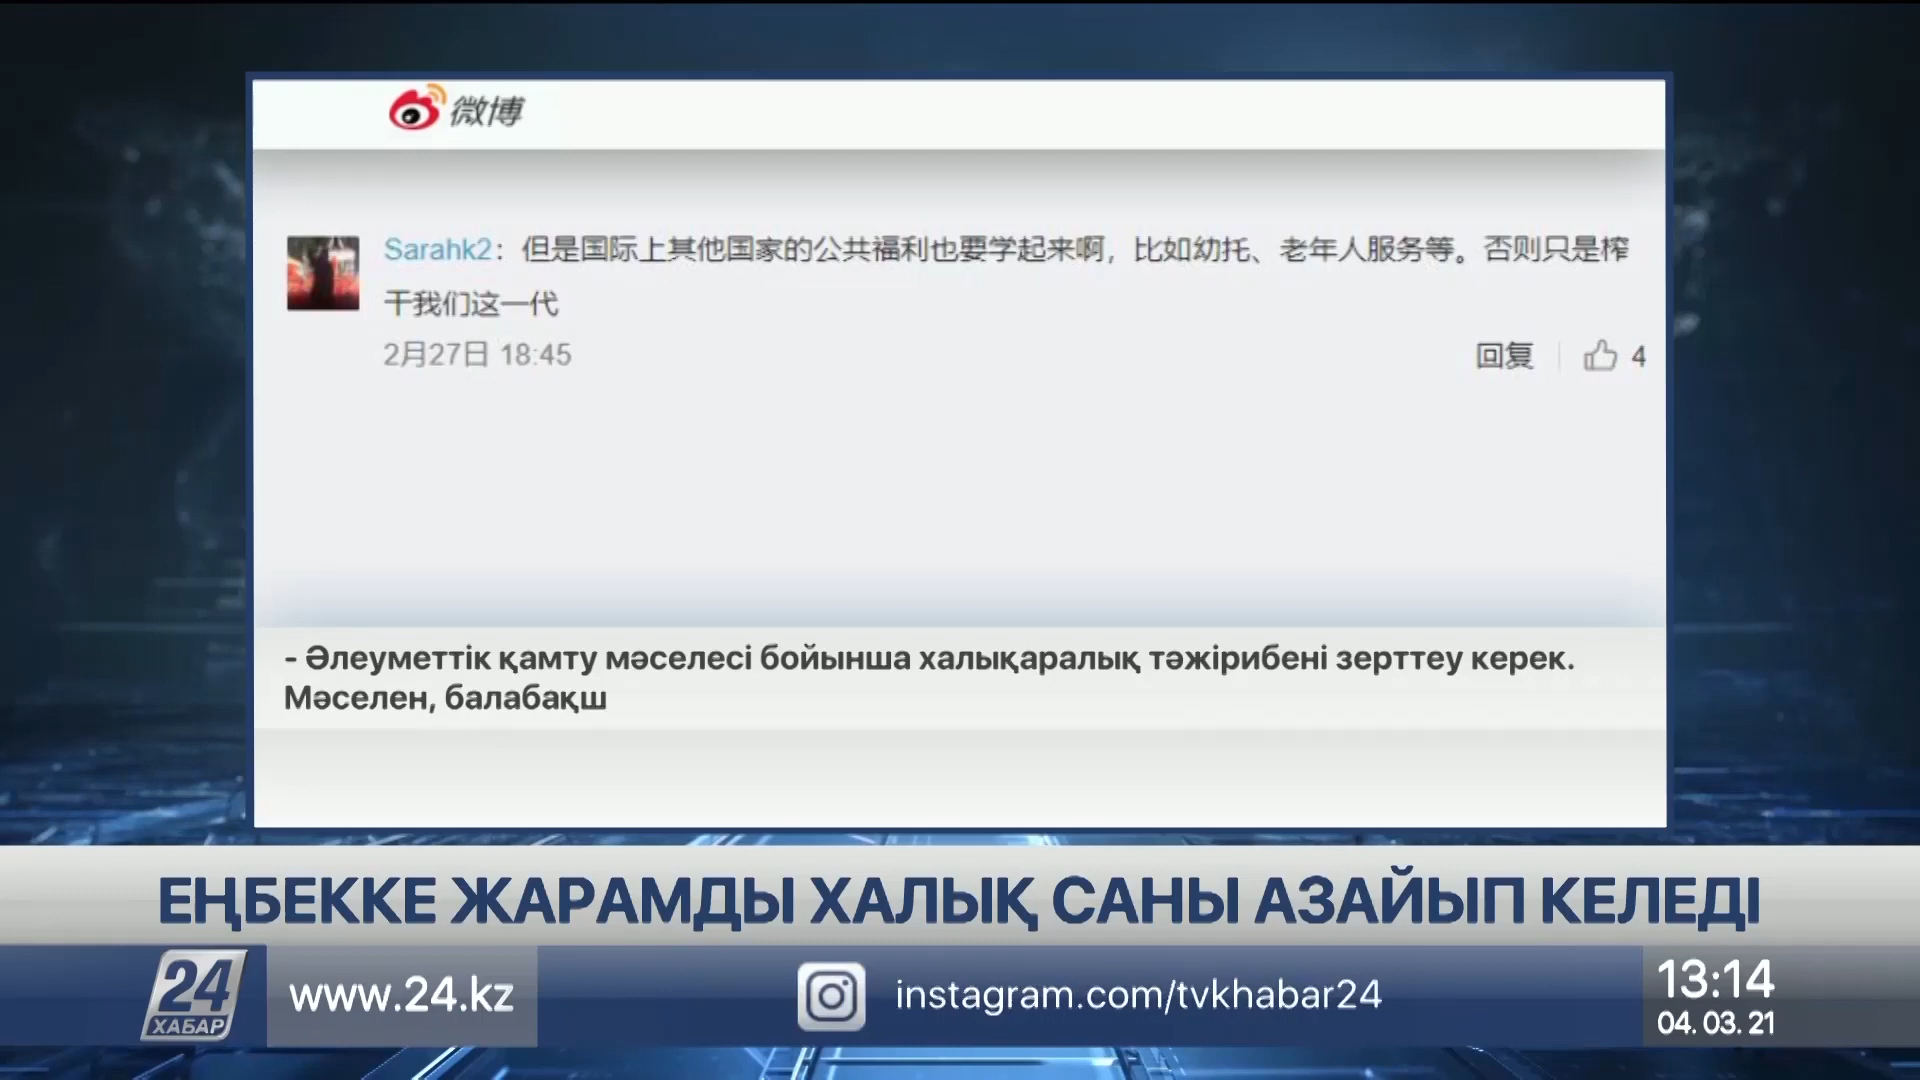 微博
Sarahk2：但是国际上其他国家的公共福利也要学起来啊，比如幼托、老年人服务等。否则只是榨
干我们这一代
2月27日 18:45
回复 4
- Әлеуметтік қамту мәселесі бойынша халықаралық тәжірибені зерттеу керек.
Мәселен, балабақш
ЕҢБЕККЕ ЖАРАМДЫ ХАЛЫҚ САНЫ АЗАЙЫП КЕЛЕДІ
24
ХАБАР
www.24.kz
instagram.com/tvkhabar24
13:14
04. 03. 21